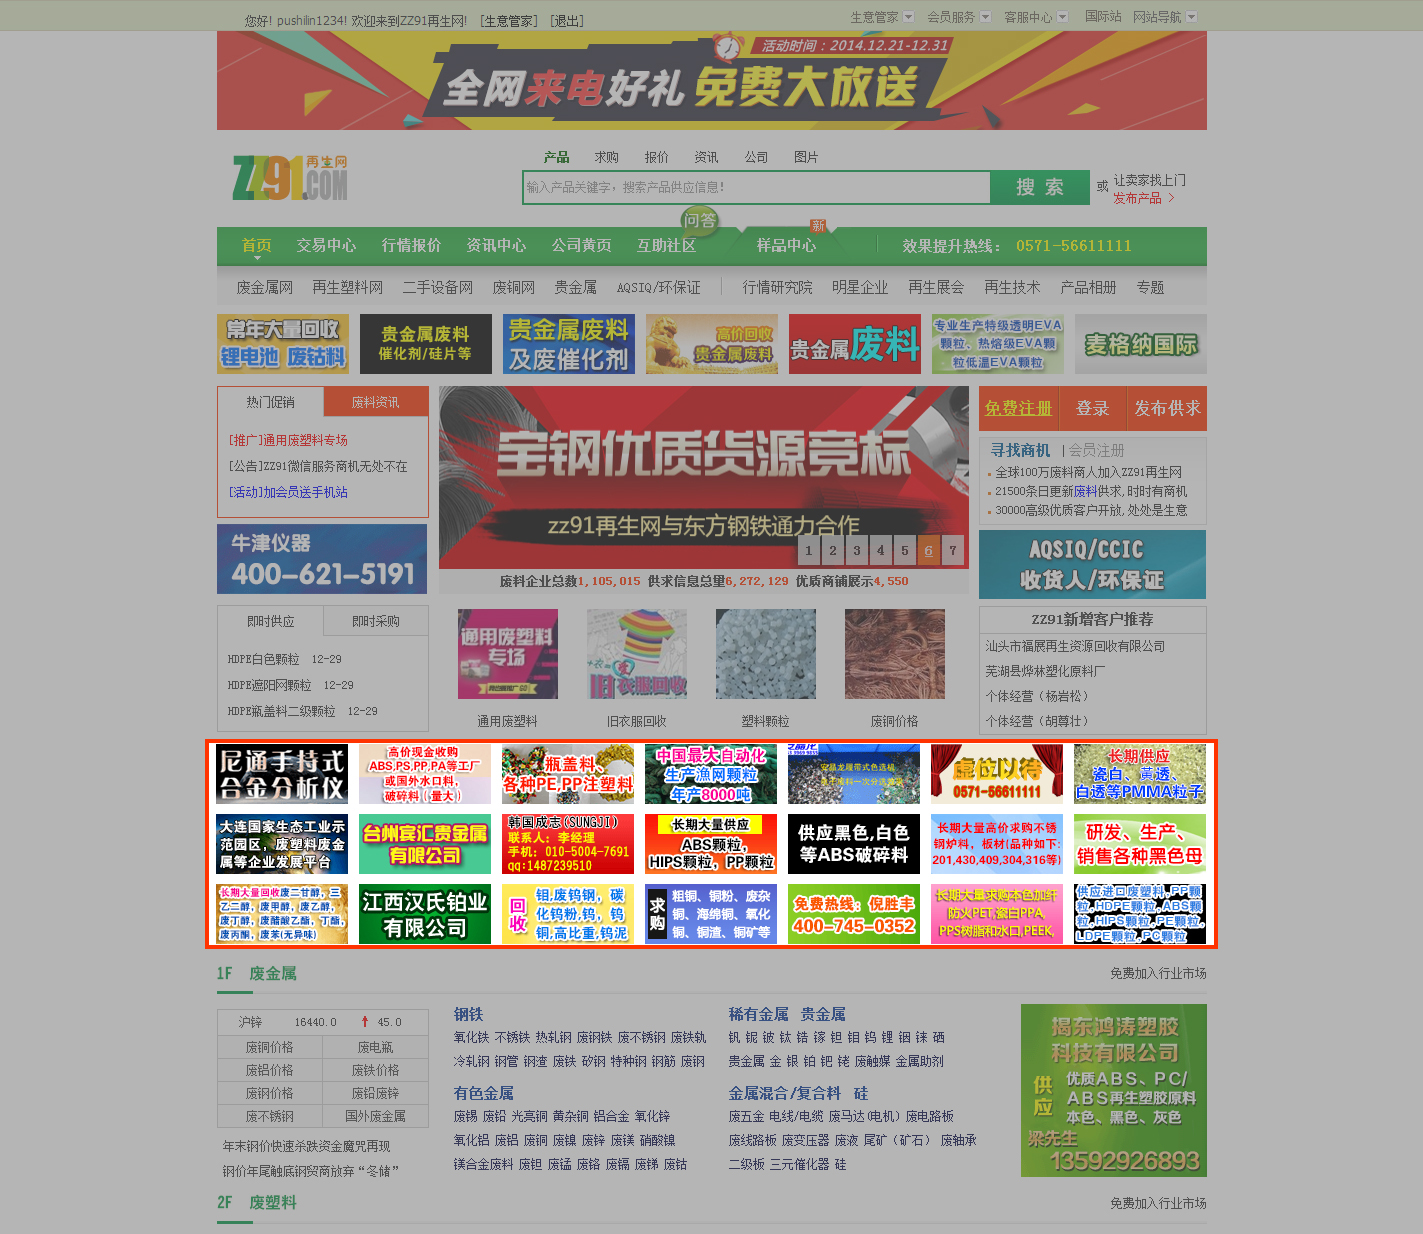 您好! pushilin1234! 欢迎来到ZZ91再生网! [生意管家] [退出]
生意管家 会员服务 客服中心 国际站 网站导航
活动时间:2014.12.21-12.31
全网来电好礼 免费大放送
ZZ91.COM 再生网
产品 求购 报价 资讯 公司 图片
输入产品关键字，搜索产品供应信息!
搜 索
或 让卖家找上门
发布产品 >
问答
新
首页 交易中心 行情报价 资讯中心 公司黄页 互助社区 样品中心 效果提升热线： 0571-56611111
废金属网 再生塑料网 二手设备网 废铜网 贵金属 AQSIQ/环保证 行情研究院 明星企业 再生展会 再生技术 产品相册 专题
常年大量回收
锂电池 废钴料
贵金属废料
催化剂/硅片等
贵金属废料
及废催化剂
高价回收
贵金属废料
贵金属废料
专业生产特级透明EVA
颗粒、热熔级EVA颗
粒低温EVA颗粒
麦格纳国际
热门促销 废料资讯
[推广]通用废塑料专场
[公告]ZZ91微信服务商机无处不在
[活动]加会员送手机站
牛津仪器
400-621-5191
宝钢优质货源竞标
zz91再生网与东方钢铁通力合作
1 2 3 4 5 6 7
废料企业总数1,105,015 供求信息总量6,272,129 优质商铺展示4,550
免费注册 登录 发布供求
寻找商机 | 会员注册
全球100万废料商人加入ZZ91再生网
21500条日更新废料供求,时时有商机
30000高级优质客户开放,处处是生意
AQSIQ/CCIC
收货人/环保证
即时供应 即时采购
HDPE白色颗粒 12-29
HDPE遮阳网颗粒 12-29
HDPE瓶盖料二级颗粒 12-29
通用废塑料
专场
旧衣服回收
通用废塑料 旧衣服回收 塑料颗粒 废铜价格
ZZ91新增客户推荐
汕头市福展再生资源回收有限公司
芜湖县烨林塑化原料厂
个体经营（杨岩松）
个体经营（胡尊壮）
尼通手持式
合金分析仪
高价现金收购
ABS,PS,PP,PA等工厂
或国外水口料，
破碎料（量大）
瓶盖料、
各种PE,PP注塑料
中国最大自动化
生产渔网颗粒
年产8000吨
安晶龙履带式色选机
虚位以待
0571-56611111
长期供应
瓷白、黄透、
白透等PMMA粒子
大连国家生态工业示
范园区，废塑料废金
属等企业发展平台
台州宾汇贵金属
有限公司
韩国成志(SUNGJI)
联系人：李经理
手机：010-5004-7691
qq:1487239510
长期大量供应
ABS颗粒，
HIPS颗粒，PP颗粒
供应黑色,白色
等ABS破碎料
长期大量高价求购不锈
钢炉料，板材(品种如下:
201,430,409,304,316等)
研发、生产、
销售各种黑色母
长期大量回收废二甘醇，三
乙二醇，废甲醇，废乙醇，
废丁醇，废醋酸乙酯，丁酯，
废丙酮，废苯(无异味)
江西汉氏铂业
有限公司
回收
钼,废钨钢，碳
化钨粉,钨，钨
铜,高比重,钨泥
求购
粗铜、铜粉、废杂
铜、海绵铜、氧化
铜、铜渣、铜矿等
免费热线：倪胜丰
400-745-0352
长期大量求购本色加纤
防火PET,瓷白PPA,
PPS树脂和水口,PEEK,
供应进口废塑料,PP颗
粒,HDPE颗粒,ABS颗
粒,HIPS颗粒,PE颗粒,
LDPE颗粒,PC颗粒
1F 废金属
免费加入行业市场
沪锌 16440.0 45.0
废铜价格 废电瓶
废铝价格 废铁价格
废钢价格 废铅废锌
废不锈钢 国外废金属
年末钢价快速杀跌资金魔咒再现
钢价年尾触底钢贸商放弃“冬储”
钢铁
氧化铁 不锈铁 热轧钢 废钢铁 废不锈钢 废铁轨
冷轧钢 钢管 钢渣 废铁 矽钢 特种钢 钢筋 废钢
有色金属
废锡 废铅 光亮铜 黄杂铜 铝合金 氧化锌
氧化铝 废铝 废铜 废镍 废锌 废镁 硝酸镍
镁合金废料 废钽 废锰 废铬 废镉 废锑 废钴
稀有金属 贵金属
钒 铌 铍 钛 锆 镓 钽 钼 钨 锂 铟 铼 硒
贵金属 金 银 铂 钯 铑 废触媒 金属助剂
金属混合/复合料 硅
废五金 电线/电缆 废马达(电机) 废电路板
废线路板 废变压器 废液 尾矿（矿石） 废轴承
二级板 三元催化器 硅
揭东鸿涛塑胶
科技有限公司
供应
优质ABS、PC/
ABS再生塑胶原料
本色、黑色、灰色
梁先生
13592926893
2F 废塑料
免费加入行业市场